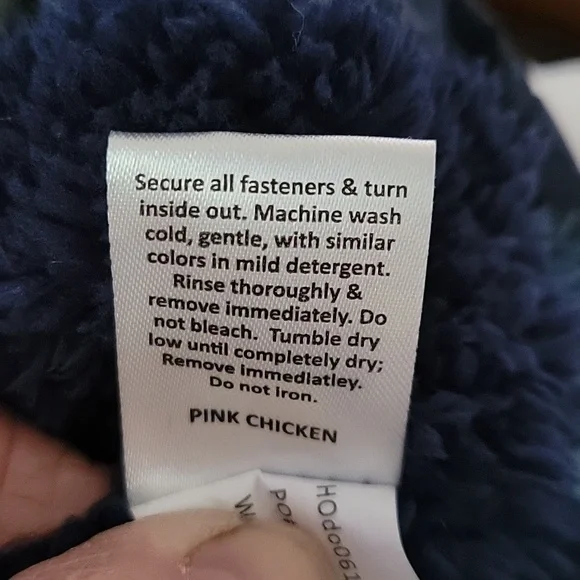 Secure all fasteners & turn
inside out. Machine wash
cold, gentle, with similar
colors in mild detergent.
Rinse thoroughly &
remove immediately. Do
not bleach. Tumble dry
low until completely dry;
Remove immediatley.
Do not iron.
PINK CHICKEN